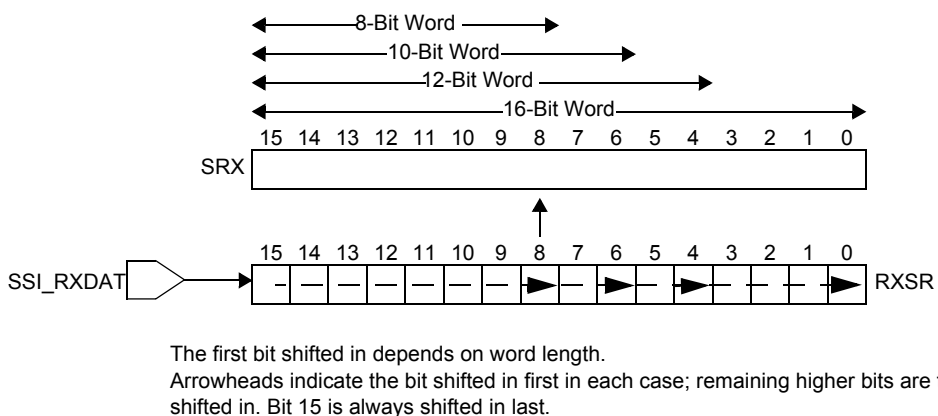 8-Bit Word
10-Bit Word
12-Bit Word
16-Bit Word
15 14 13 12 11 10 9 8 7 6 5 4 3 2 1 0
SRX
15 14 13 12 11 10 9 8 7 6 5 4 3 2 1 0
SSI_RXDAT RXSR
The first bit shifted in depends on word length.
Arrowheads indicate the bit shifted in first in each case; remaining higher bits are
shifted in. Bit 15 is always shifted in last.